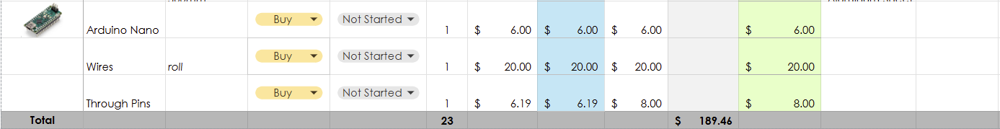 Arduino Nano Buy Not Started 1 $ 6.00 $ 6.00 $ 6.00 $ 6.00
Wires roll Buy Not Started 1 $ 20.00 $ 20.00 $ 20.00 $ 20.00
Through Pins Buy Not Started 1 $ 6.19 $ 6.19 $ 8.00 $ 8.00
Total 23 $ 189.46